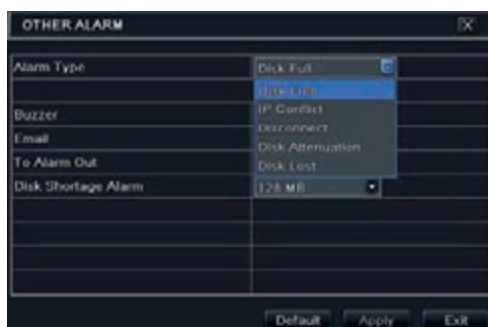 OTHER ALARM
Alarm Type
Disk Full
Disk Full
IP Conflict
Buzzer
Disconnect
Email
Disk Attenuation
To Alarm Out
Disk Lost
Disk Shortage Alarm
128 MB
Default
Apply
Exit